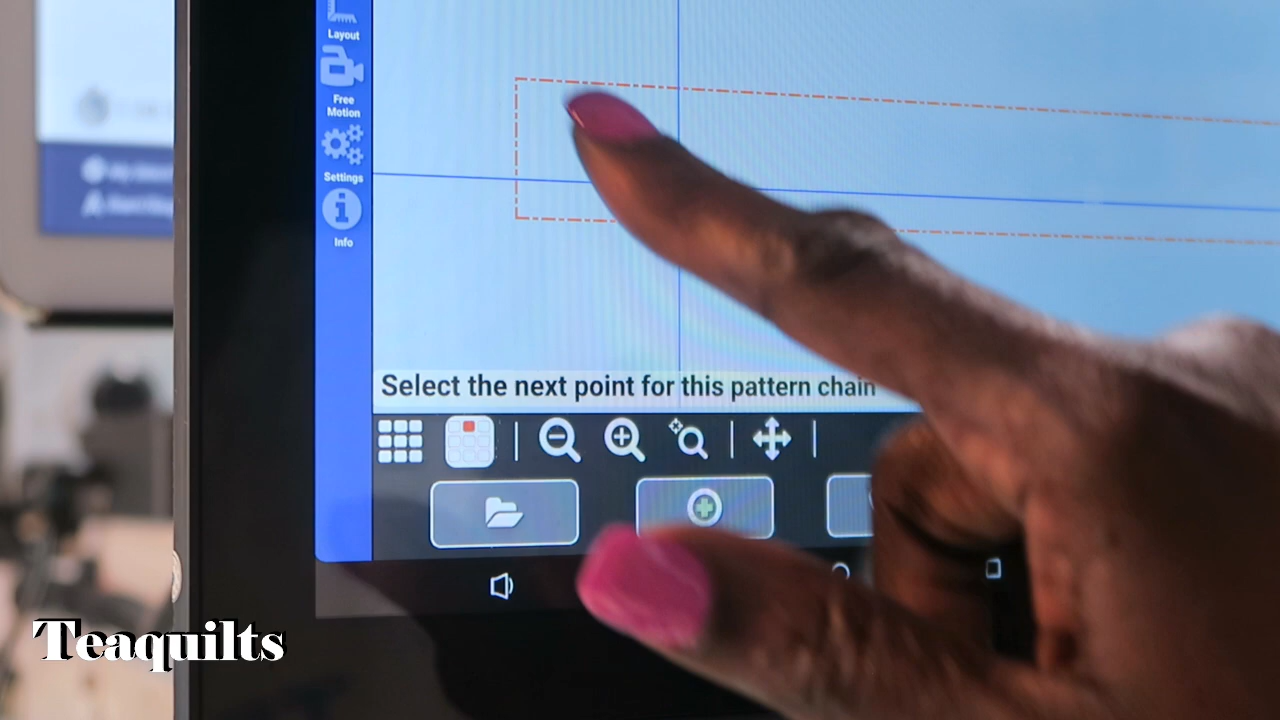 Layout
Free
Motion
Settings
Info
Select the next point for this pattern chain
Teaquilts